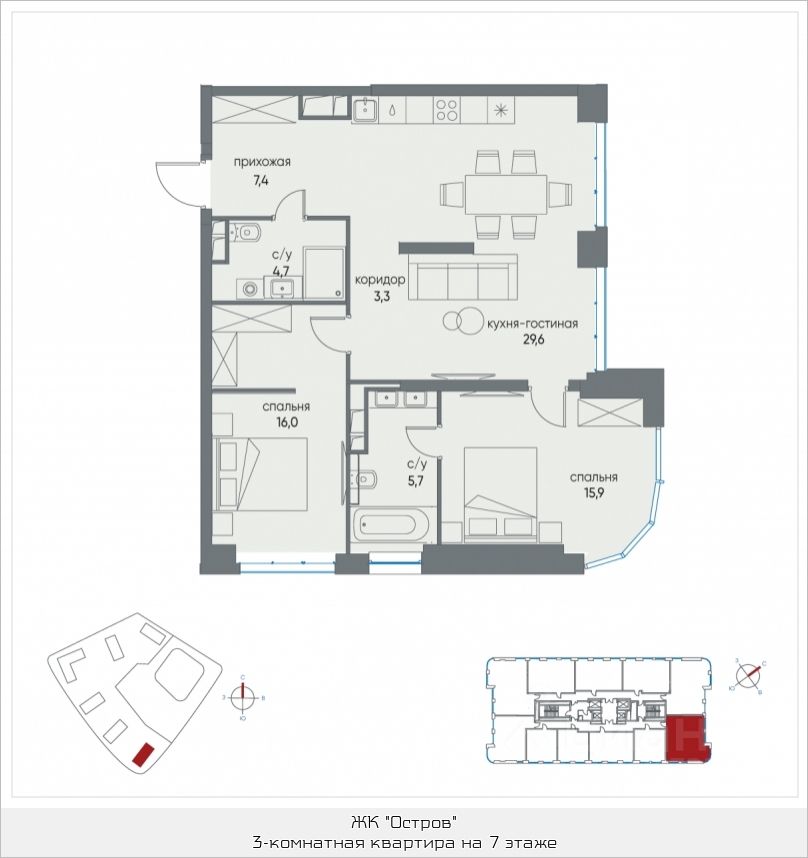 прихожая
7,4
с/у
4,7
коридор
3,3
кухня-гостиная
29,6
спальня
16,0
с/у
5,7
спальня
15,9
С
З В
Ю
З С
Ю В
ЖК "Остров"
3-комнатная квартира на 7 этаже